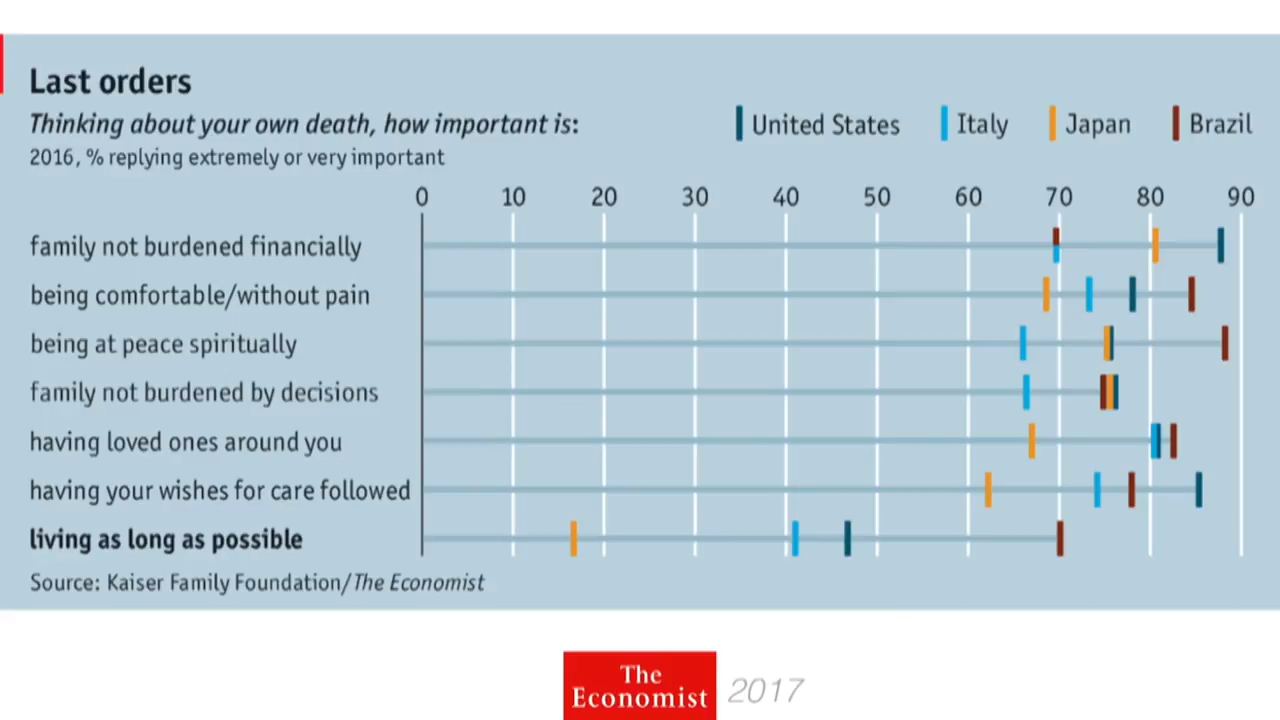 Last orders
Thinking about your own death, how important is:
2016, % replying extremely or very important
United States Italy Japan Brazil
0 10 20 30 40 50 60 70 80 90
family not burdened financially
being comfortable/without pain
being at peace spiritually
family not burdened by decisions
having loved ones around you
having your wishes for care followed
living as long as possible
Source: Kaiser Family Foundation/The Economist
The
Economist
2017